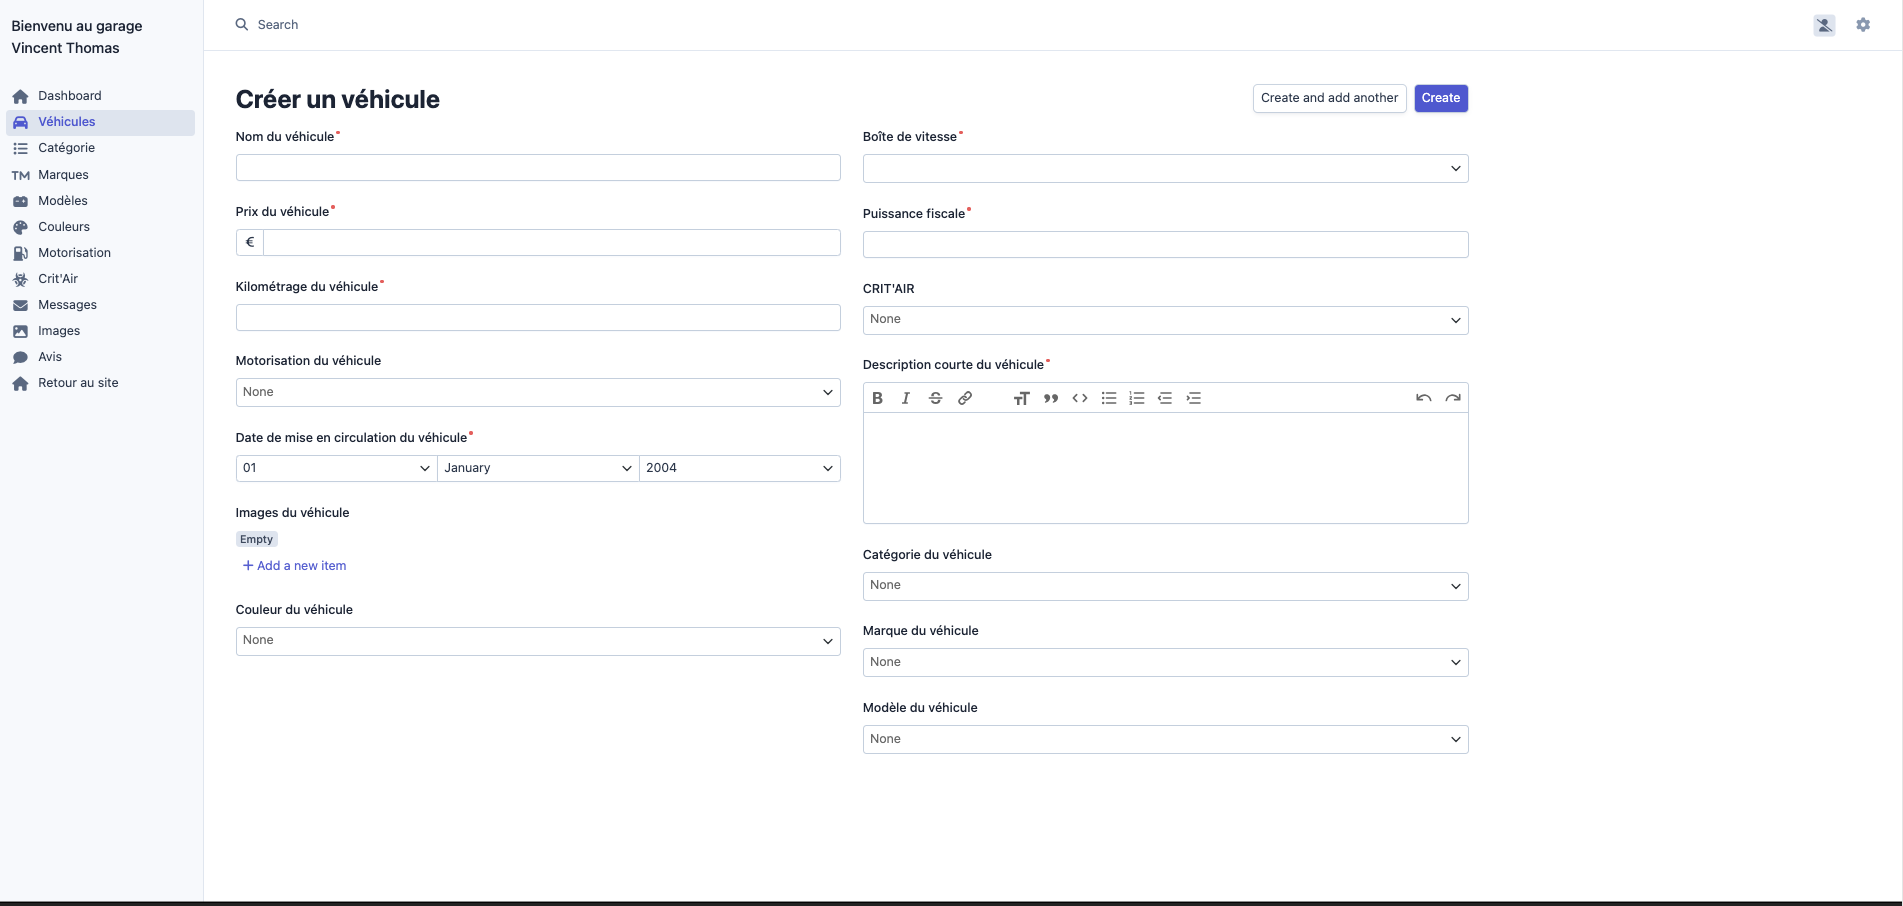 Bienvenu au garage
Vincent Thomas
Dashboard
Véhicules
Catégorie
TM Marques
Modèles
Couleurs
Motorisation
Crit'Air
Messages
Images
Avis
Retour au site
Search
Créer un véhicule
Create and add another
Create
Nom du véhicule
Prix du véhicule
€
Kilométrage du véhicule
Motorisation du véhicule
None
Date de mise en circulation du véhicule
01 January 2004
Images du véhicule
Empty
+ Add a new item
Couleur du véhicule
None
Boîte de vitesse
Puissance fiscale
CRIT'AIR
None
Description courte du véhicule
Catégorie du véhicule
None
Marque du véhicule
None
Modèle du véhicule
None